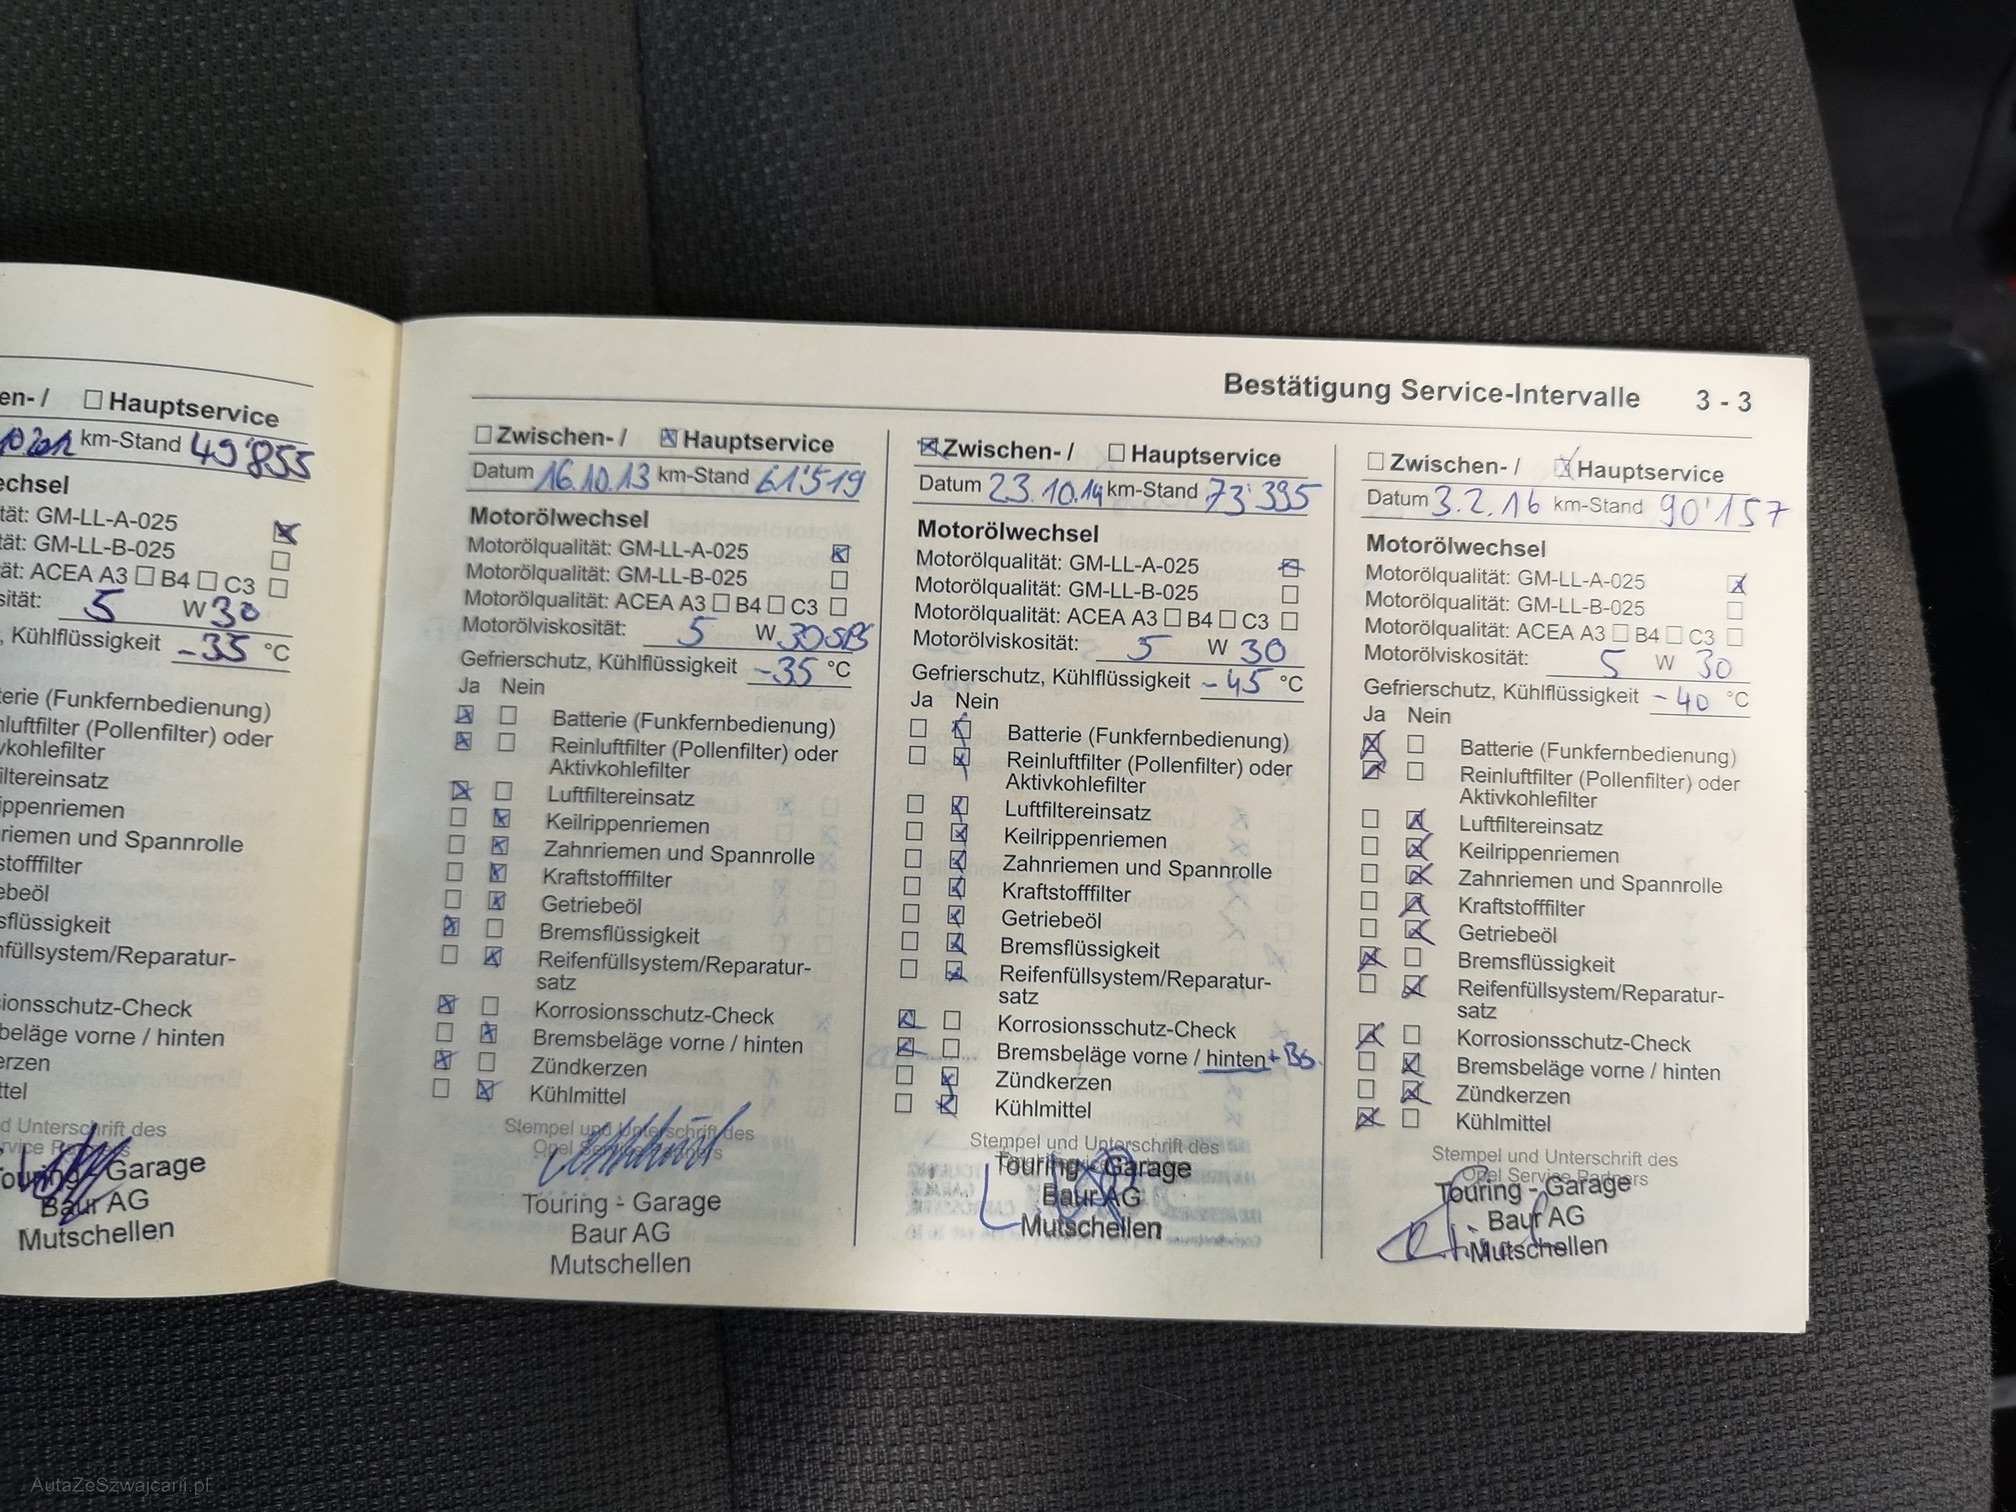 en- / ☐ Hauptservice
km-Stand 49'855
echsel
tät: GM-LL-A-025 ☒
tät: GM-LL-B-025 ☐
tät: ACEA A3 ☐ B4 ☐ C3 ☐
sität: 5 W 30
, Kühlflüssigkeit -35 °C
terie (Funkfernbedienung)
nluftfilter (Pollenfilter) oder
vkohlefilter
iltereinsatz
ippenriemen
riemen und Spannrolle
stofffilter
ebeöl
sflüssigkeit
nfüllsystem/Reparatur-
sionsschutz-Check
beläge vorne / hinten
erzen
ttel
d Unterschrift des
Touring - Garage
Baur AG
Mutschellen
Bestätigung Service-Intervalle 3 - 3
☐ Zwischen- / ☒ Hauptservice
Datum 16.10.13 km-Stand 61'519
Motorölwechsel
Motorölqualität: GM-LL-A-025 ☒
Motorölqualität: GM-LL-B-025 ☐
Motorölqualität: ACEA A3 ☐ B4 ☐ C3 ☐
Motorölviskosität: 5 W 30
Gefrierschutz, Kühlflüssigkeit -35 °C
Ja Nein
☒ ☐ Batterie (Funkfernbedienung)
☒ ☐ Reinluftfilter (Pollenfilter) oder
Aktivkohlefilter
☒ ☐ Luftfiltereinsatz
☐ ☒ Keilrippenriemen
☐ ☒ Zahnriemen und Spannrolle
☐ ☒ Kraftstofffilter
☐ ☒ Getriebeöl
☒ ☐ Bremsflüssigkeit
☐ ☒ Reifenfüllsystem/Reparatur-
satz
☒ ☐ Korrosionsschutz-Check
☐ ☒ Bremsbeläge vorne / hinten
☒ ☐ Zündkerzen
☐ ☒ Kühlmittel
Stempel und Unterschrift des
Opel Service Partners
Touring - Garage
Baur AG
Mutschellen
☒ Zwischen- / ☐ Hauptservice
Datum 23.10.14 km-Stand 73'395
Motorölwechsel
Motorölqualität: GM-LL-A-025 ☒
Motorölqualität: GM-LL-B-025 ☐
Motorölqualität: ACEA A3 ☐ B4 ☐ C3 ☐
Motorölviskosität: 5 W 30
Gefrierschutz, Kühlflüssigkeit -45 °C
Ja Nein
☐ ☒ Batterie (Funkfernbedienung)
☐ ☒ Reinluftfilter (Pollenfilter) oder
Aktivkohlefilter
☐ ☒ Luftfiltereinsatz
☐ ☒ Keilrippenriemen
☐ ☒ Zahnriemen und Spannrolle
☐ ☒ Kraftstofffilter
☐ ☒ Getriebeöl
☐ ☒ Bremsflüssigkeit
☐ ☒ Reifenfüllsystem/Reparatur-
satz
☒ ☐ Korrosionsschutz-Check
☒ ☐ Bremsbeläge vorne / hinten + BS.
☐ ☒ Zündkerzen
☐ ☒ Kühlmittel
Stempel und Unterschrift des
Touring - Garage
Baur AG
Mutschellen
☐ Zwischen- / ☒ Hauptservice
Datum 3.2.16 km-Stand 90'157
Motorölwechsel
Motorölqualität: GM-LL-A-025 ☒
Motorölqualität: GM-LL-B-025 ☐
Motorölqualität: ACEA A3 ☐ B4 ☐ C3 ☐
Motorölviskosität: 5 W 30
Gefrierschutz, Kühlflüssigkeit -40 °C
Ja Nein
☒ ☐ Batterie (Funkfernbedienung)
☒ ☐ Reinluftfilter (Pollenfilter) oder
Aktivkohlefilter
☐ ☒ Luftfiltereinsatz
☐ ☒ Keilrippenriemen
☐ ☒ Zahnriemen und Spannrolle
☐ ☒ Kraftstofffilter
☐ ☒ Getriebeöl
☒ ☐ Bremsflüssigkeit
☐ ☒ Reifenfüllsystem/Reparatur-
satz
☒ ☐ Korrosionsschutz-Check
☐ ☒ Bremsbeläge vorne / hinten
☐ ☒ Zündkerzen
☒ ☐ Kühlmittel
Stempel und Unterschrift des
Opel Service Partners
Touring - Garage
Baur AG
Mutschellen
AutaZeSzwajcarii.pl